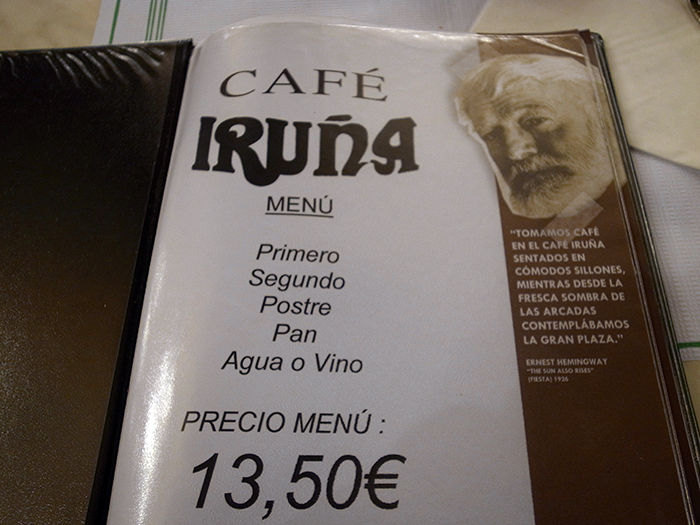 CAFÉ
IRUÑA
MENÚ
Primero
Segundo
Postre
Pan
Agua o Vino
PRECIO MENÚ :
13,50€
"TOMAMOS CAFÉ
EN EL CAFÉ IRUÑA
SENTADOS EN
CÓMODOS SILLONES,
MIENTRAS DESDE LA
FRESCA SOMBRA DE
LAS ARCADAS
CONTEMPLÁBAMOS
LA GRAN PLAZA."
ERNEST HEMINGWAY
"THE SUN ALSO RISES"
(FIESTA) 1926